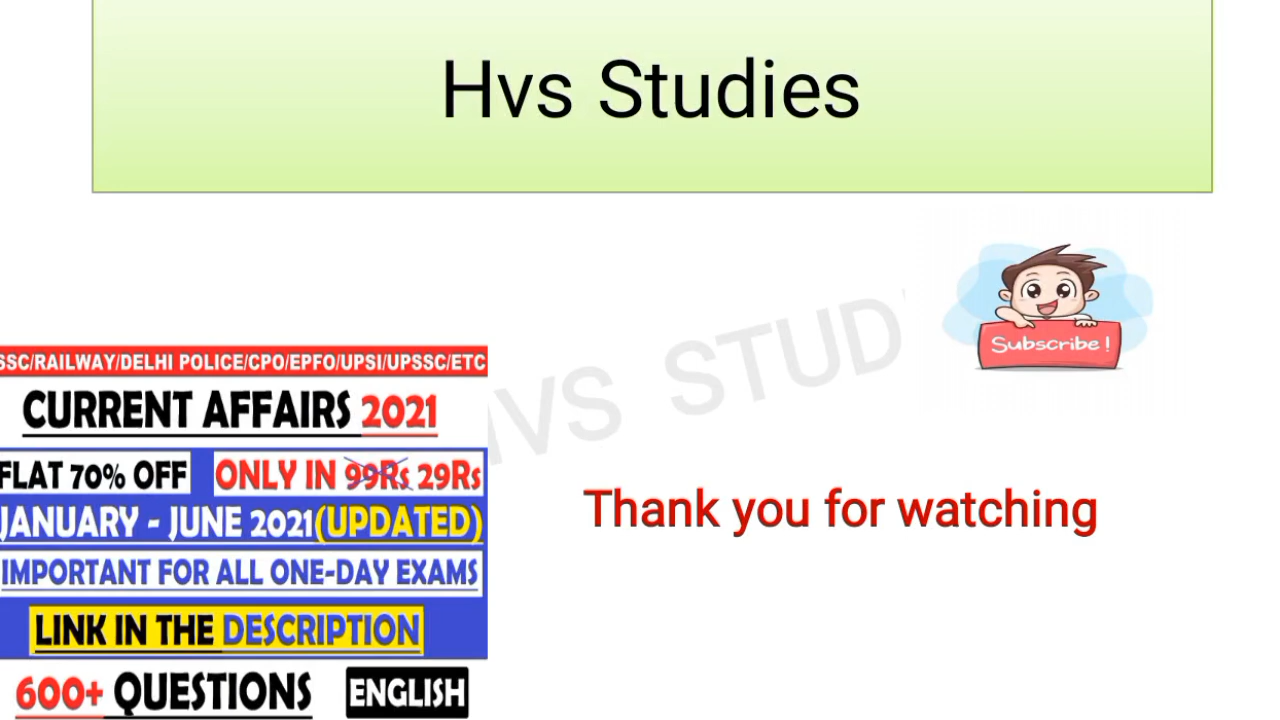 Hvs Studies
Subscribe !
HVS STUD
SSC/RAILWAY/DELHI POLICE/CPO/EPFO/UPSI/UPSSC/ETC
CURRENT AFFAIRS 2021
FLAT 70% OFF ONLY IN 99Rs 29Rs
JANUARY - JUNE 2021(UPDATED)
IMPORTANT FOR ALL ONE-DAY EXAMS
LINK IN THE DESCRIPTION
600+ QUESTIONS ENGLISH
Thank you for watching